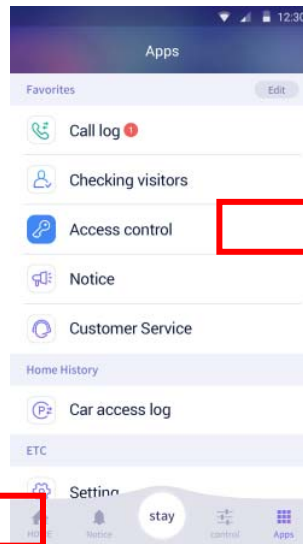 12:30
Apps
Favorites Edit
Call log 1
Checking visitors
Access control
Notice
Customer Service
Home History
Car access log
ETC
Setting
stay
HOME Notice control Apps